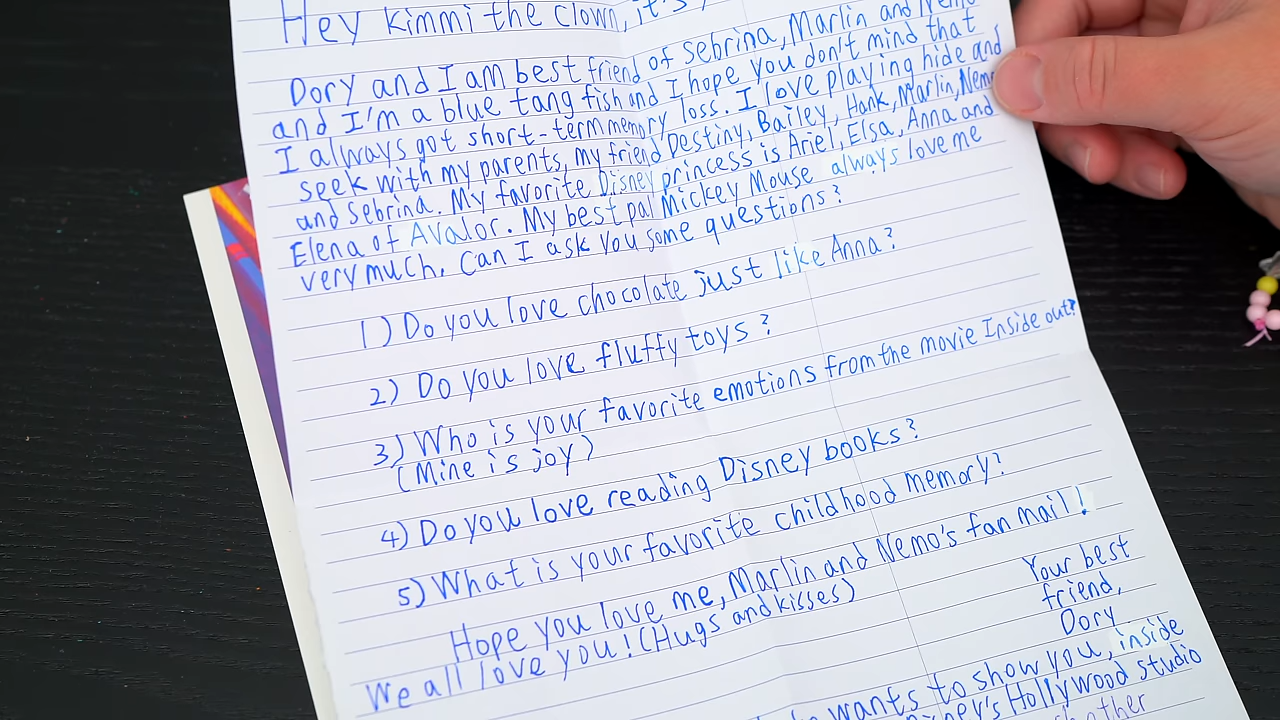 Hey Kimmi the Clown, it's
Dory and I am best friend of Sebrina, Marlin and Nemo
and I'm a blue tang fish and I hope you don't mind that
I always got short-term memory loss. I love playing hide and
seek with my parents, my friend Destiny, Bailey, Hank, Marlin, Nemo
and Sebrina. My favorite Disney princess is Ariel, Elsa, Anna and
Elena of Avalor. My best pal Mickey Mouse always love me
very much. Can I ask you some questions?
1) Do you love chocolate just like Anna?
2) Do you love fluffy toys?
3) Who is your favorite emotions from the movie Inside out?
(Mine is joy)
4) Do you love reading Disney books?
5) What is your favorite childhood memory?
Hope you love me, Marlin and Nemo's fan mail!
We all love you! (Hugs and kisses)
Your best
friend,
Dory
wants to show you, inside
Hollywood studio